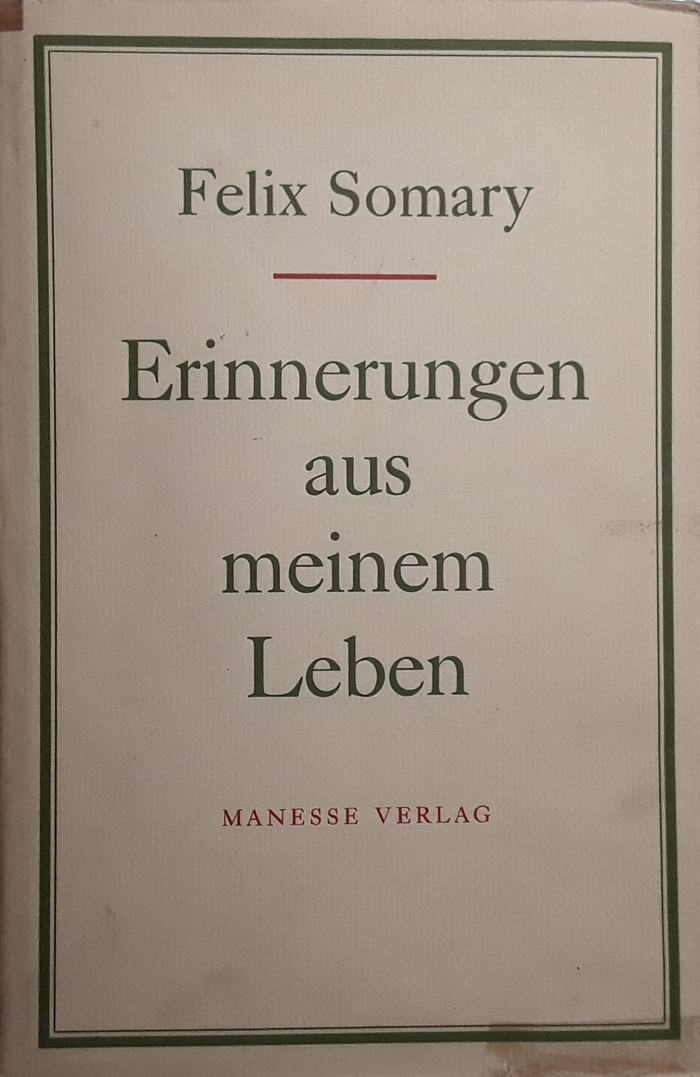 Felix Somary
Erinnerungen
aus
meinem
Leben
MANESSE VERLAG